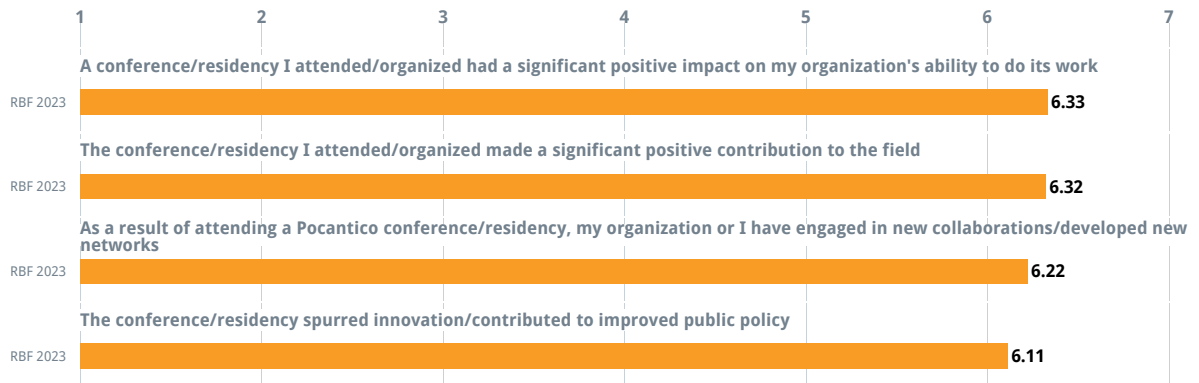 1 2 3 4 5 6 7
A conference/residency I attended/organized had a significant positive impact on my organization's ability to do its work
RBF 2023 6.33
The conference/residency I attended/organized made a significant positive contribution to the field
RBF 2023 6.32
As a result of attending a Pocantico conference/residency, my organization or I have engaged in new collaborations/developed new
networks
RBF 2023 6.22
The conference/residency spurred innovation/contributed to improved public policy
RBF 2023 6.11